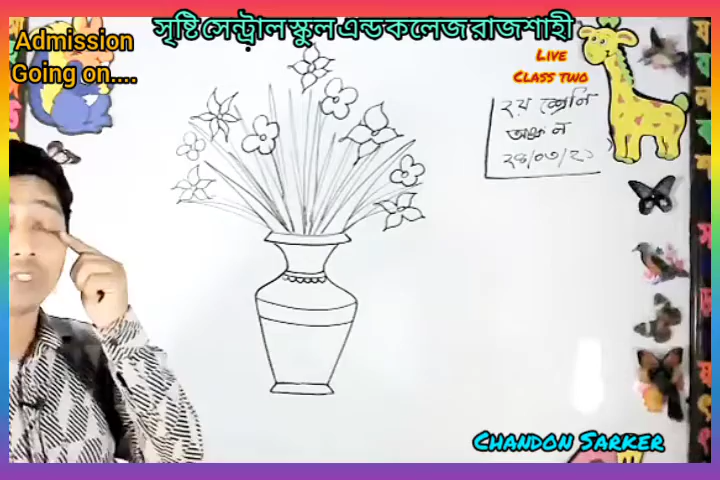 সৃষ্টি সেন্ট্রাল স্কুল এন্ড কলেজ রাজশাহী
Admission
Going on....
Live
Class two
২য় শ্রেনি
অঙ্কন
২৪/০৩/২১
Chandon Sarker